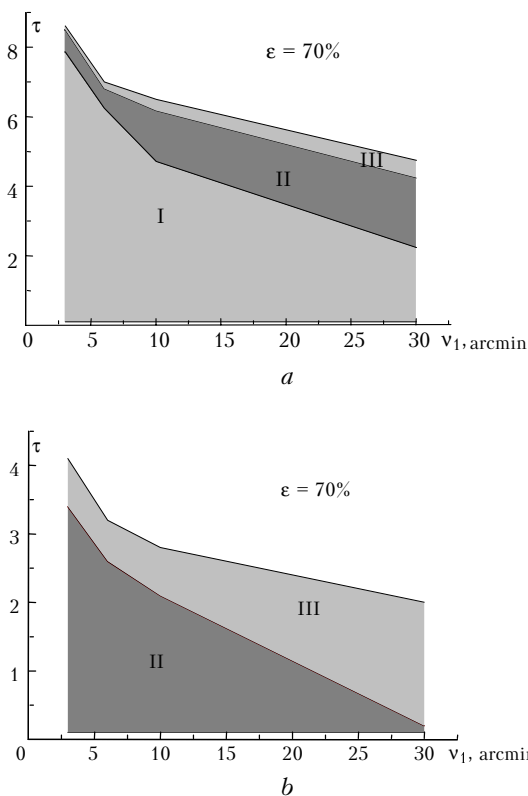 τ
ε = 70%
8
6
4
2
I
II
III
0 5 10 15 20 25 30 ν₁, arcmin
a
τ
ε = 70%
4
3
2
1
II
III
0 5 10 15 20 25 30 ν₁, arcmin
b